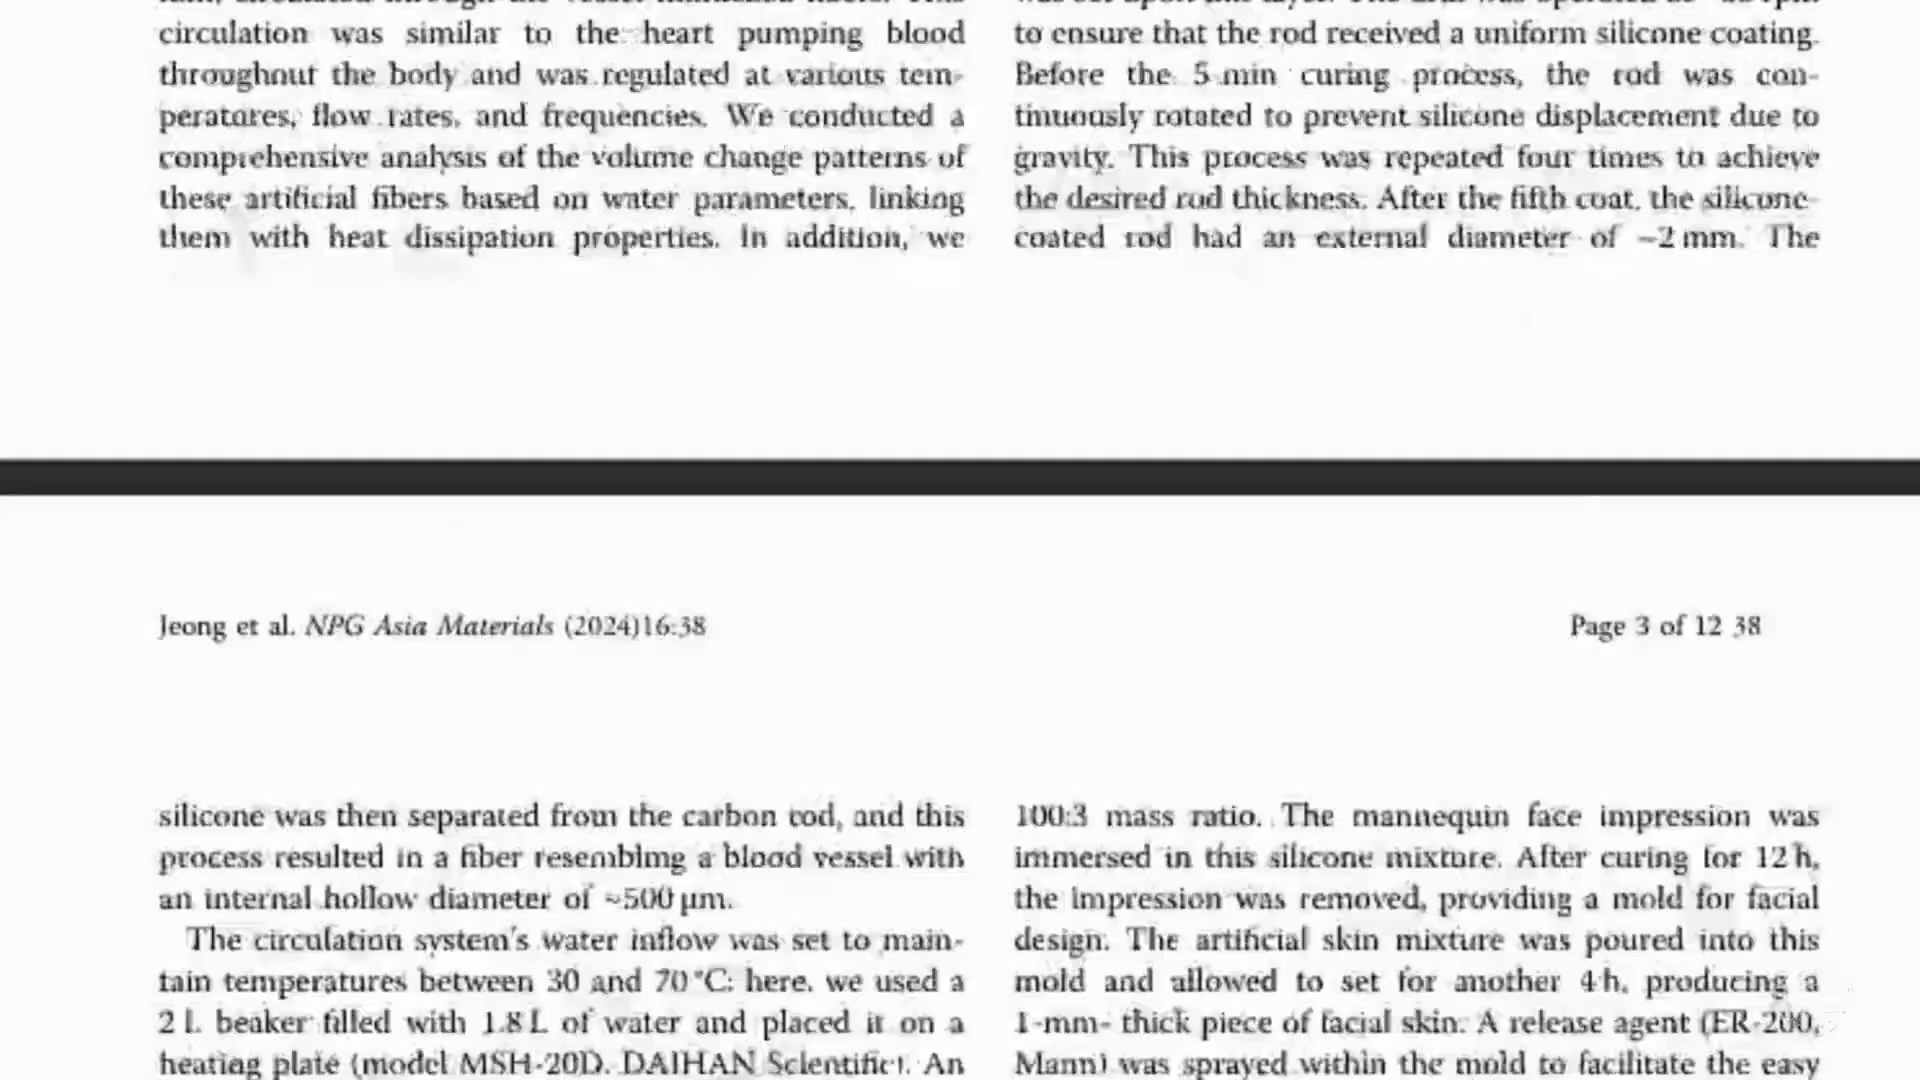 circulation was similar to the heart pumping blood
throughout the body and was regulated at various tem-
peratures, flow rates, and frequencies. We conducted a
comprehensive analysis of the volume change patterns of
these artificial fibers based on water parameters, linking
them with heat dissipation properties. In addition, we
to ensure that the rod received a uniform silicone coating.
Before the 5 min curing process, the rod was con-
tinuously rotated to prevent silicone displacement due to
gravity. This process was repeated four times to achieve
the desired rod thickness. After the fifth coat, the silicone-
coated rod had an external diameter of ~2 mm. The
Jeong et al. NPG Asia Materials (2024)16:38
Page 3 of 12 38
silicone was then separated from the carbon rod, and this
process resulted in a fiber resembling a blood vessel with
an internal hollow diameter of ~500 µm.
The circulation system's water inflow was set to main-
tain temperatures between 30 and 70 °C; here, we used a
2 L beaker filled with 1.8 L of water and placed it on a
heating plate (model MSH-20D, DAIHAN Scientific). An
100:3 mass ratio. The mannequin face impression was
immersed in this silicone mixture. After curing for 12 h,
the impression was removed, providing a mold for facial
design. The artificial skin mixture was poured into this
mold and allowed to set for another 4 h, producing a
1-mm- thick piece of facial skin. A release agent (ER-200,
Mann) was sprayed within the mold to facilitate the easy